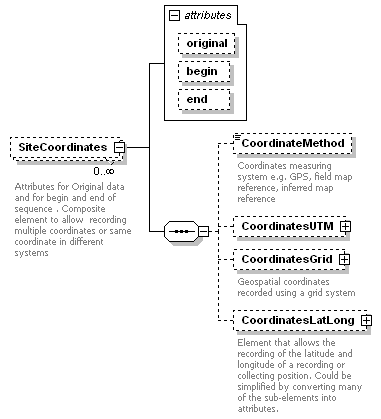 attributes
original
begin
end
SiteCoordinates
0..∞
Attributes for Original data
and for begin and end of
sequence . Composite
element to allow recording
multiple coordinates or same
coordinate in different
systems
CoordinateMethod
Coordinates measuring
system e.g. GPS, field map
reference, inferred map
reference
CoordinatesUTM
CoordinatesGrid
Geospatial coordinates
recorded using a grid system
CoordinatesLatLong
Element that allows the
recording of the latitude and
longitude of a recording or
collecting position. Could be
simplified by converting many
of the sub-elements into
attributes.